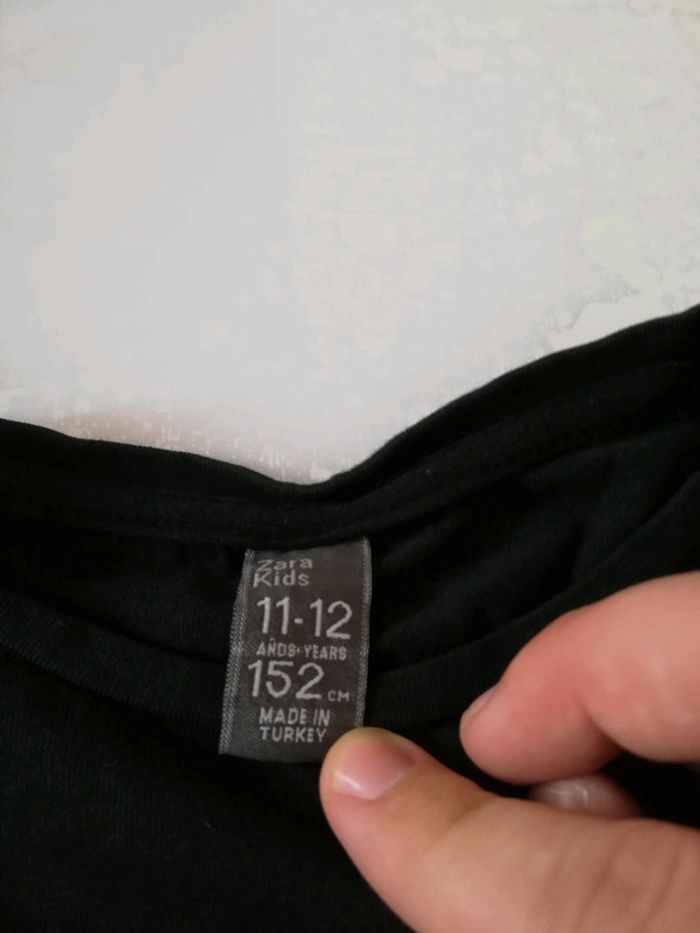 Zara
Kids
11-12
AÑOS·YEARS
152 CM
MADE IN
TURKEY